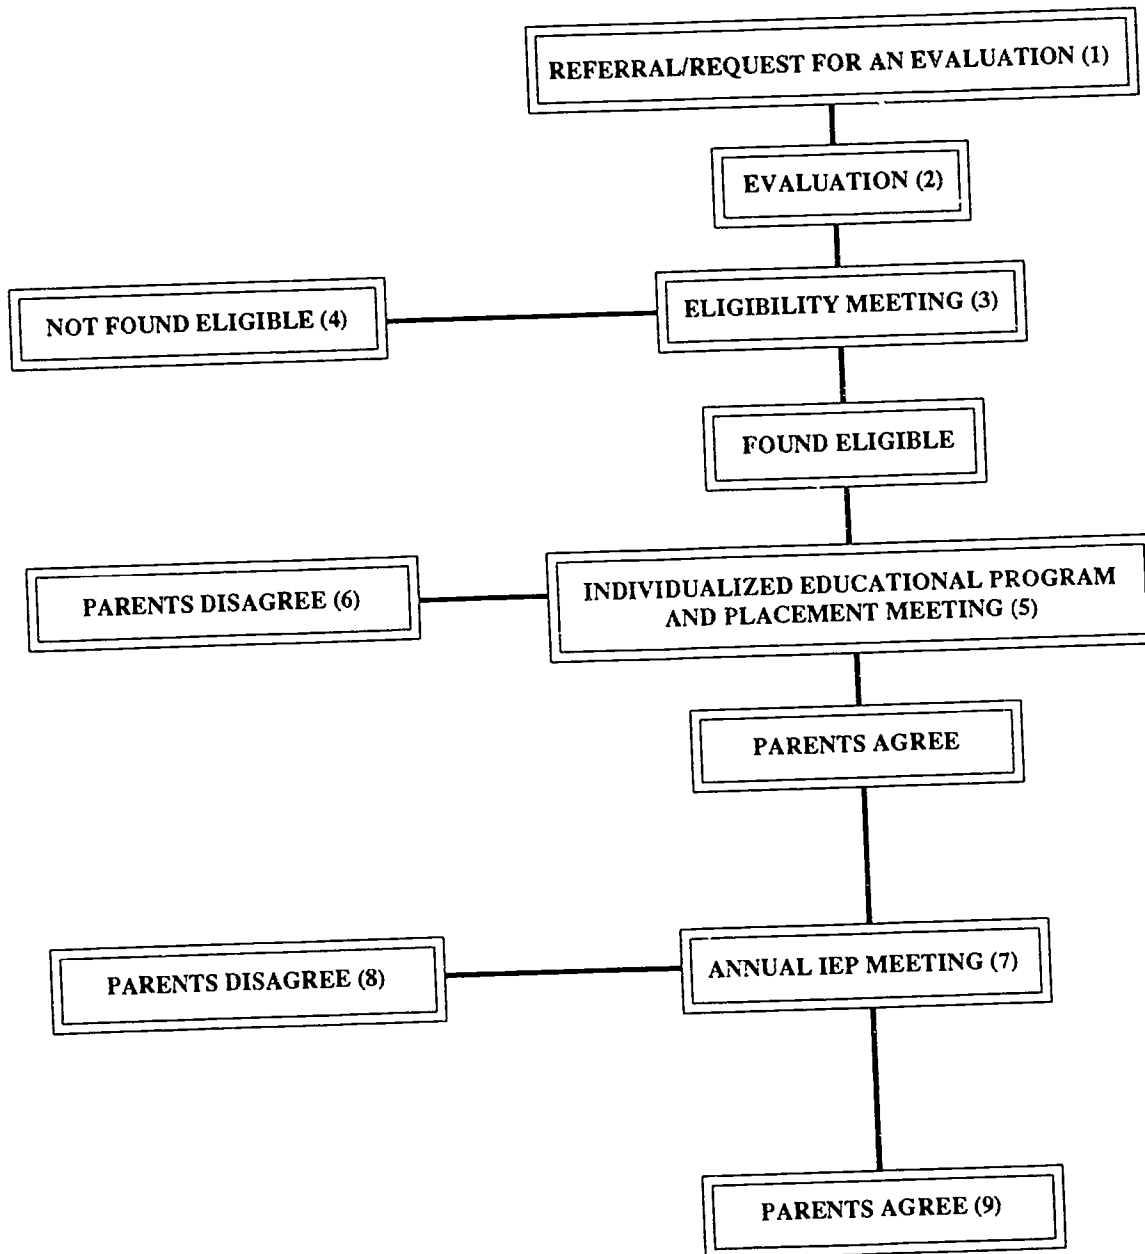 REFERRAL/REQUEST FOR AN EVALUATION (1)
EVALUATION (2)
ELIGIBILITY MEETING (3)
NOT FOUND ELIGIBLE (4)
FOUND ELIGIBLE
INDIVIDUALIZED EDUCATIONAL PROGRAM
AND PLACEMENT MEETING (5)
PARENTS DISAGREE (6)
PARENTS AGREE
ANNUAL IEP MEETING (7)
PARENTS DISAGREE (8)
PARENTS AGREE (9)